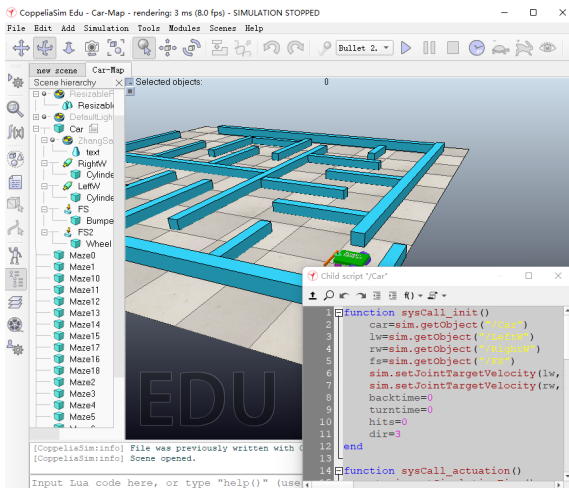 CoppeliaSim Edu - Car-Map - rendering: 3 ms (8.0 fps) - SIMULATION STOPPED
File Edit Add Simulation Tools Modules Scenes Help
Bullet 2.
new scene Car-Map
Scene hierarchy
Selected objects: 0
ResizableF
Resizabl
DefaultLigh
Car
ZhangSa
text
RightW
Cylinde
LeftW
Cylinde
FS
Bumpe
FS2
Wheel
Maze0
Maze1
Maze10
Maze11
Maze12
Maze13
Maze14
Maze15
Maze17
Maze16
Maze18
Maze2
Maze3
Maze4
Maze5
EDU
Child script "/Car"
f()
1 function sysCall_init()
2 car=sim.getObject("/Car")
3 lw=sim.getObject("/LeftW")
4 rw=sim.getObject("/RightW")
5 fs=sim.getObject("/FS")
6 sim.setJointTargetVelocity(lw,
7 sim.setJointTargetVelocity(rw,
8 backtime=0
9 turntime=0
10 hits=0
11 dir=3
12 end
13
14 function sysCall_actuation()
[CoppeliaSim:info] File was previously written with
[CoppeliaSim:info] Scene opened.
Input Lua code here, or type "help()" (use